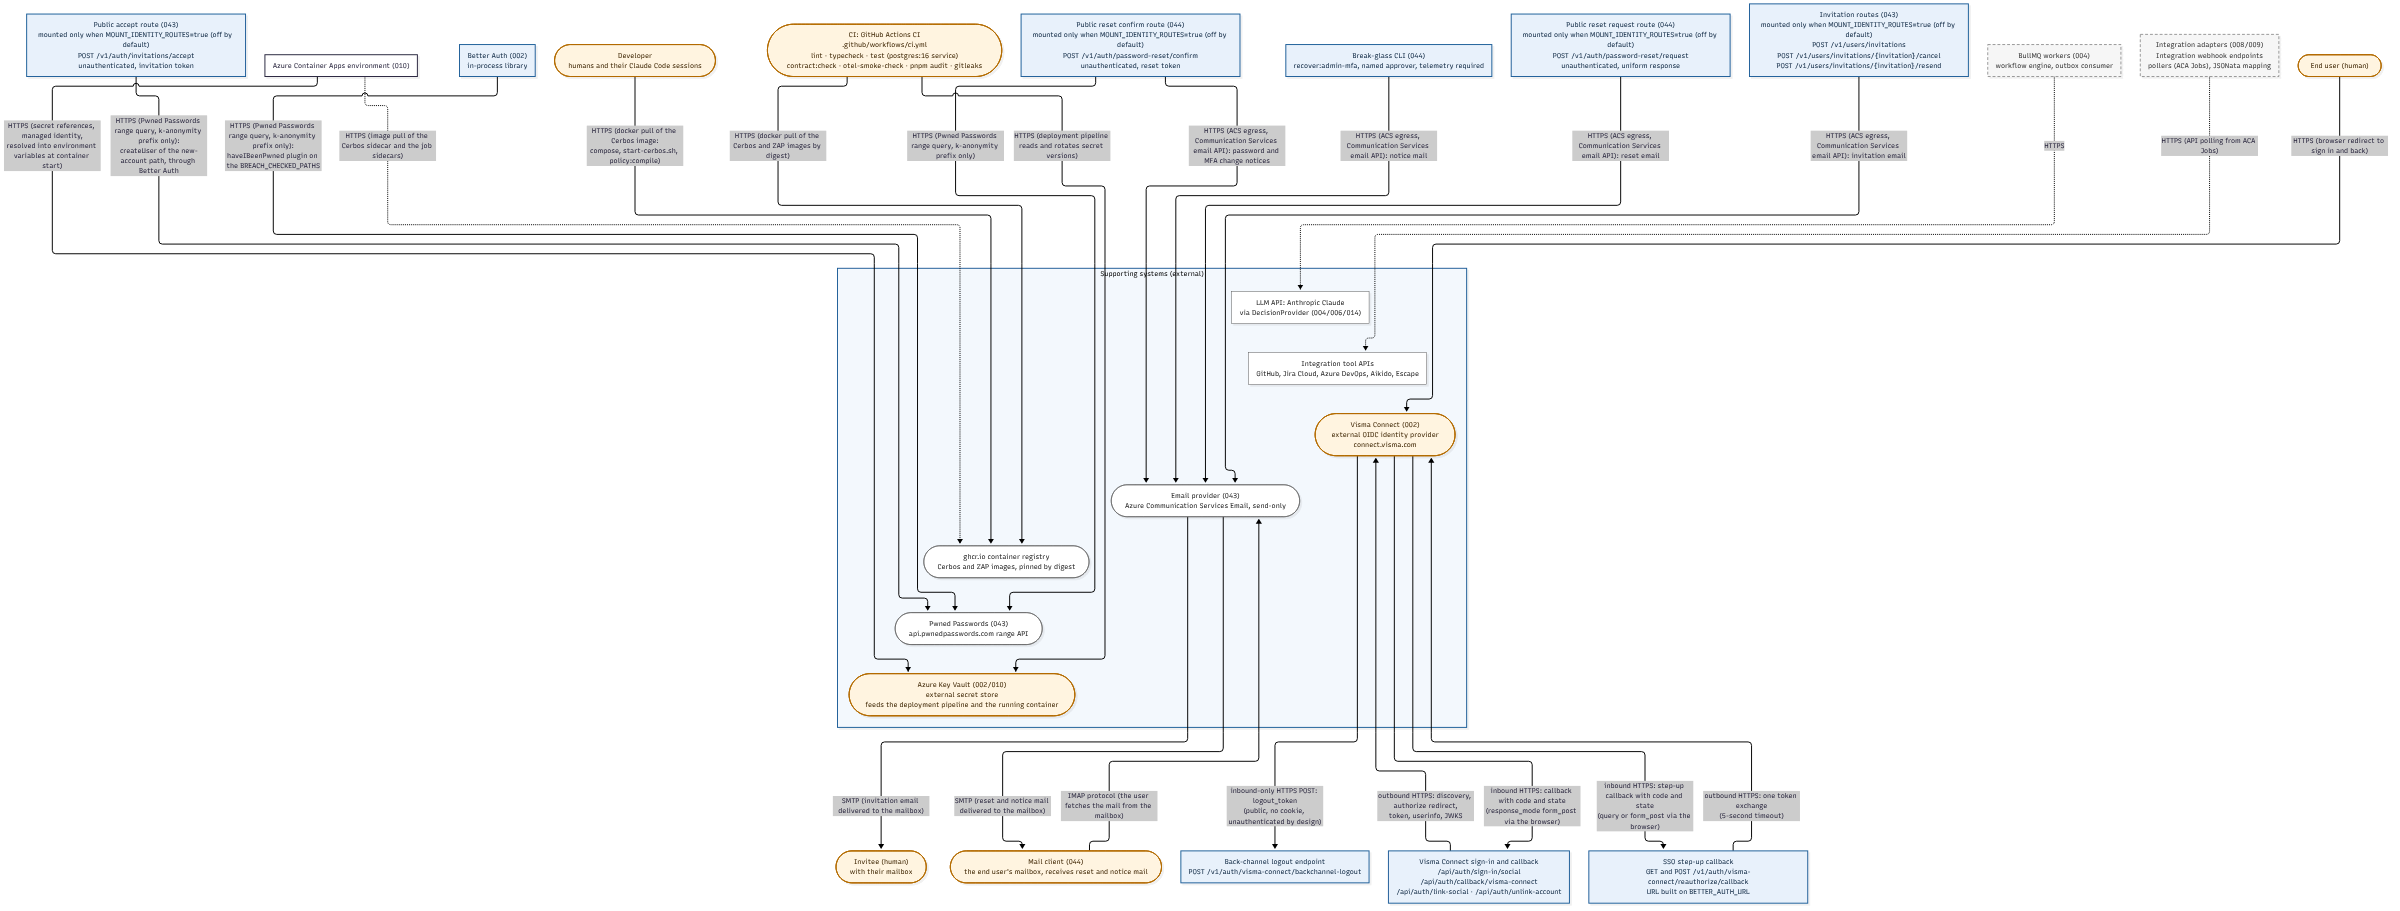 Public accept route (043)
mounted only when MOUNT_IDENTITY_ROUTES=true (off by
default)
POST /v1/auth/invitations/accept
unauthenticated, invitation token
Azure Container Apps environment (010)
Better Auth (002)
in-process library
Developer
humans and their Claude Code sessions
CI: GitHub Actions CI
.github/workflows/ci.yml
lint · typecheck · test (postgres:16 service)
contract:check · otel-smoke-check · pnpm audit · gitleaks
Public reset confirm route (044)
mounted only when MOUNT_IDENTITY_ROUTES=true (off by
default)
POST /v1/auth/password-reset/confirm
unauthenticated, reset token
Break-glass CLI (044)
recover:admin-mfa, named approver, telemetry required
Public reset request route (044)
mounted only when MOUNT_IDENTITY_ROUTES=true (off by
default)
POST /v1/auth/password-reset/request
unauthenticated, uniform response
Invitation routes (043)
mounted only when MOUNT_IDENTITY_ROUTES=true (off by
default)
POST /v1/users/invitations
POST /v1/users/invitations/{invitation}/cancel
POST /v1/users/invitations/{invitation}/resend
BullMQ workers (004)
workflow engine, outbox consumer
Integration adapters (008/009)
Integration webhook endpoints
pollers (ACA Jobs), JSONata mapping
End user (human)
HTTPS (secret references,
managed identity,
resolved into environment
variables at container
start)
HTTPS (Pwned Passwords
range query, k-anonymity
prefix only):
createUser of the new-
account path, through
Better Auth
HTTPS (Pwned Passwords
range query, k-anonymity
prefix only):
haveIBeenPwned plugin on
the BREACH_CHECKED_PATHS
HTTPS (image pull of the
Cerbos sidecar and the job
sidecars)
HTTPS (docker pull of the
Cerbos image:
compose, start-cerbos.sh,
policy:compile)
HTTPS (docker pull of the
Cerbos and ZAP images by
digest)
HTTPS (Pwned Passwords
range query, k-anonymity
prefix only)
HTTPS (deployment pipeline
reads and rotates secret
versions)
HTTPS (ACS egress,
Communication Services
email API): password and
MFA change notices
HTTPS (ACS egress,
Communication Services
email API): notice mail
HTTPS (ACS egress,
Communication Services
email API): reset email
HTTPS (ACS egress,
Communication Services
email API): invitation email
HTTPS
HTTPS (API polling from ACA
Jobs)
HTTPS (browser redirect to
sign in and back)
Supporting systems (external)
LLM API: Anthropic Claude
via DecisionProvider (004/006/014)
Integration tool APIs
GitHub, Jira Cloud, Azure DevOps, Aikido, Escape
Visma Connect (002)
external OIDC identity provider
connect.visma.com
Email provider (043)
Azure Communication Services Email, send-only
ghcr.io container registry
Cerbos and ZAP images, pinned by digest
Pwned Passwords (043)
api.pwnedpasswords.com range API
Azure Key Vault (002/010)
external secret store
feeds the deployment pipeline and the running container
SMTP (invitation email
delivered to the mailbox)
SMTP (reset and notice mail
delivered to the mailbox)
IMAP protocol (the user
fetches the mail from the
mailbox)
inbound-only HTTPS POST:
logout_token
(public, no cookie,
unauthenticated by design)
outbound HTTPS: discovery,
authorize redirect,
token, userinfo, JWKS
inbound HTTPS: callback
with code and state
(response_mode form_post
via the browser)
inbound HTTPS: step-up
callback with code and
state
(query or form_post via the
browser)
outbound HTTPS: one token
exchange
(5-second timeout)
Invitee (human)
with their mailbox
Mail client (044)
the end user's mailbox, receives reset and notice mail
Back-channel logout endpoint
POST /v1/auth/visma-connect/backchannel-logout
Visma Connect sign-in and callback
/api/auth/sign-in/social
/api/auth/callback/visma-connect
/api/auth/link-social · /api/auth/unlink-account
SSO step-up callback
GET and POST /v1/auth/visma-
connect/reauthorize/callback
URL built on BETTER_AUTH_URL